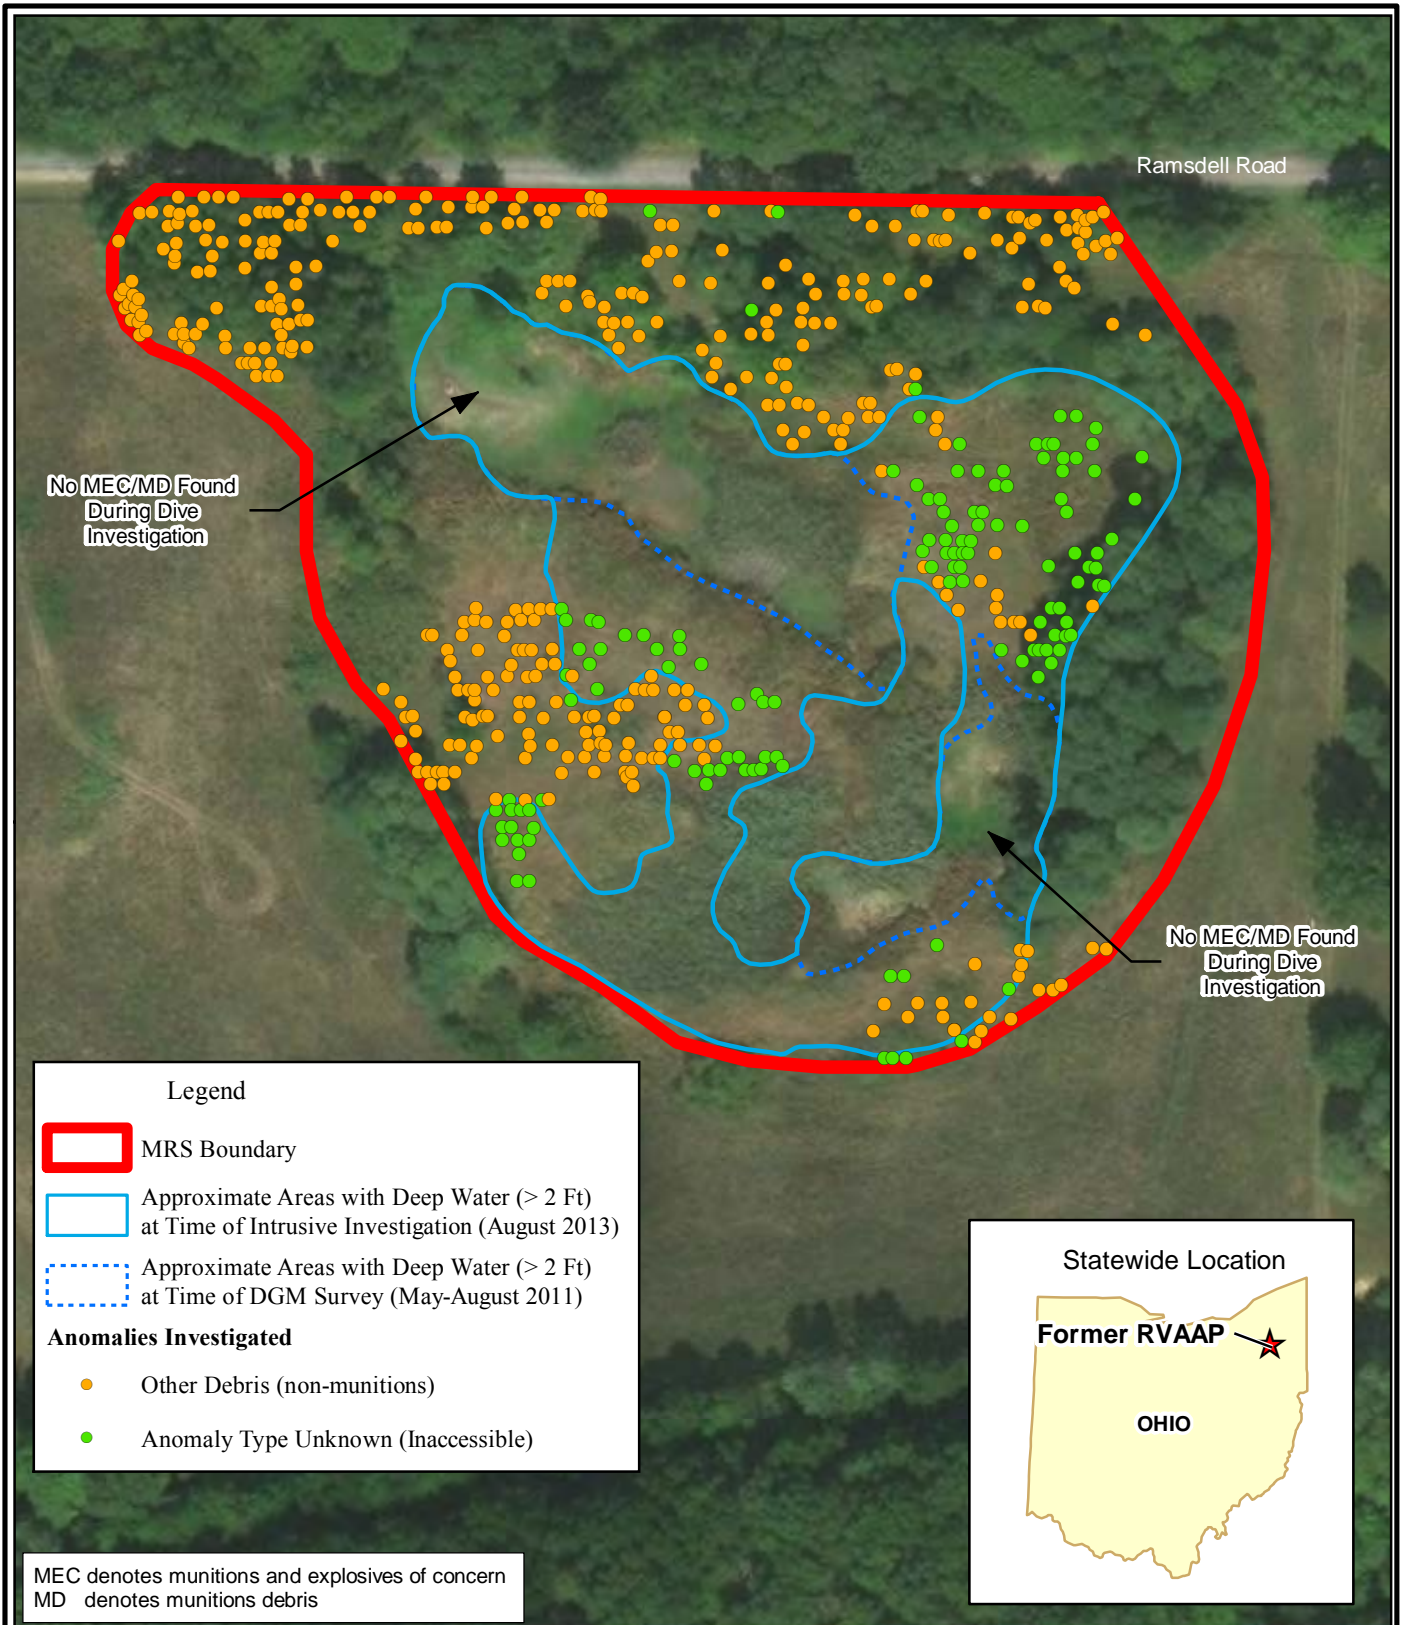 Ramsdell Road
No MEC/MD Found
During Dive
Investigation
No MEC/MD Found
During Dive
Investigation
Legend
MRS Boundary
Approximate Areas with Deep Water (> 2 Ft)
at Time of Intrusive Investigation (August 2013)
Approximate Areas with Deep Water (> 2 Ft)
at Time of DGM Survey (May-August 2011)
Anomalies Investigated
Other Debris (non-munitions)
Anomaly Type Unknown (Inaccessible)
Statewide Location
Former RVAAP
OHIO
MEC denotes munitions and explosives of concern
MD denotes munitions debris